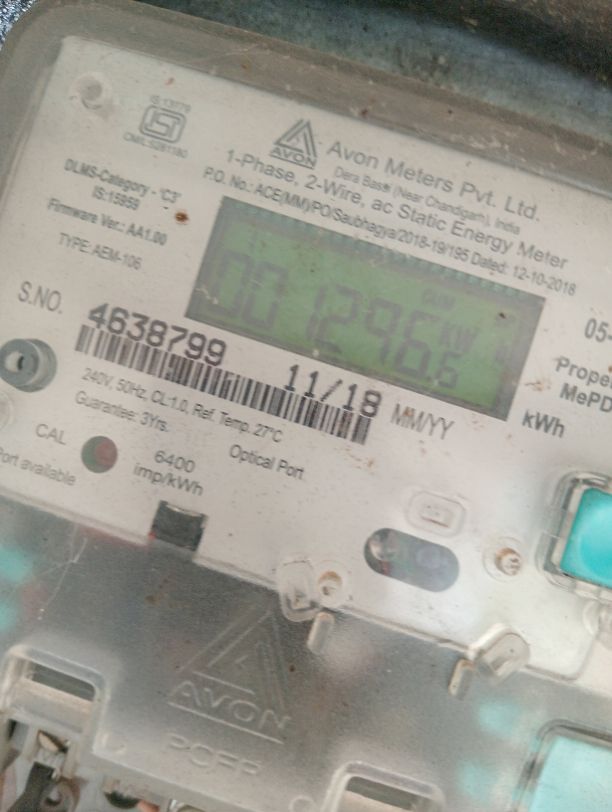 IS:13779
CM/L:5281380
AVON
Avon Meters Pvt. Ltd.
Dera Bassi (Near Chandigarh), India
1-Phase, 2-Wire, ac Static Energy Meter
P.O. No.: ACE(MM)PO/Saubhagya/2018-19/195 Dated: 12-10-2018
DLMS-Category - "C3"
IS:15959
Firmware Ver.: AA1.00
TYPE: AEM-106
CUM
001296.6 KW
05-
Prope
MePD
kWh
S.NO.
4638799
11/18 MM/YY
240V, 50Hz, CL:1.0, Ref. Temp. 27°C
Guarantee: 3Yrs.
Optical Port
CAL
6400
imp/kWh
Port available
AVON